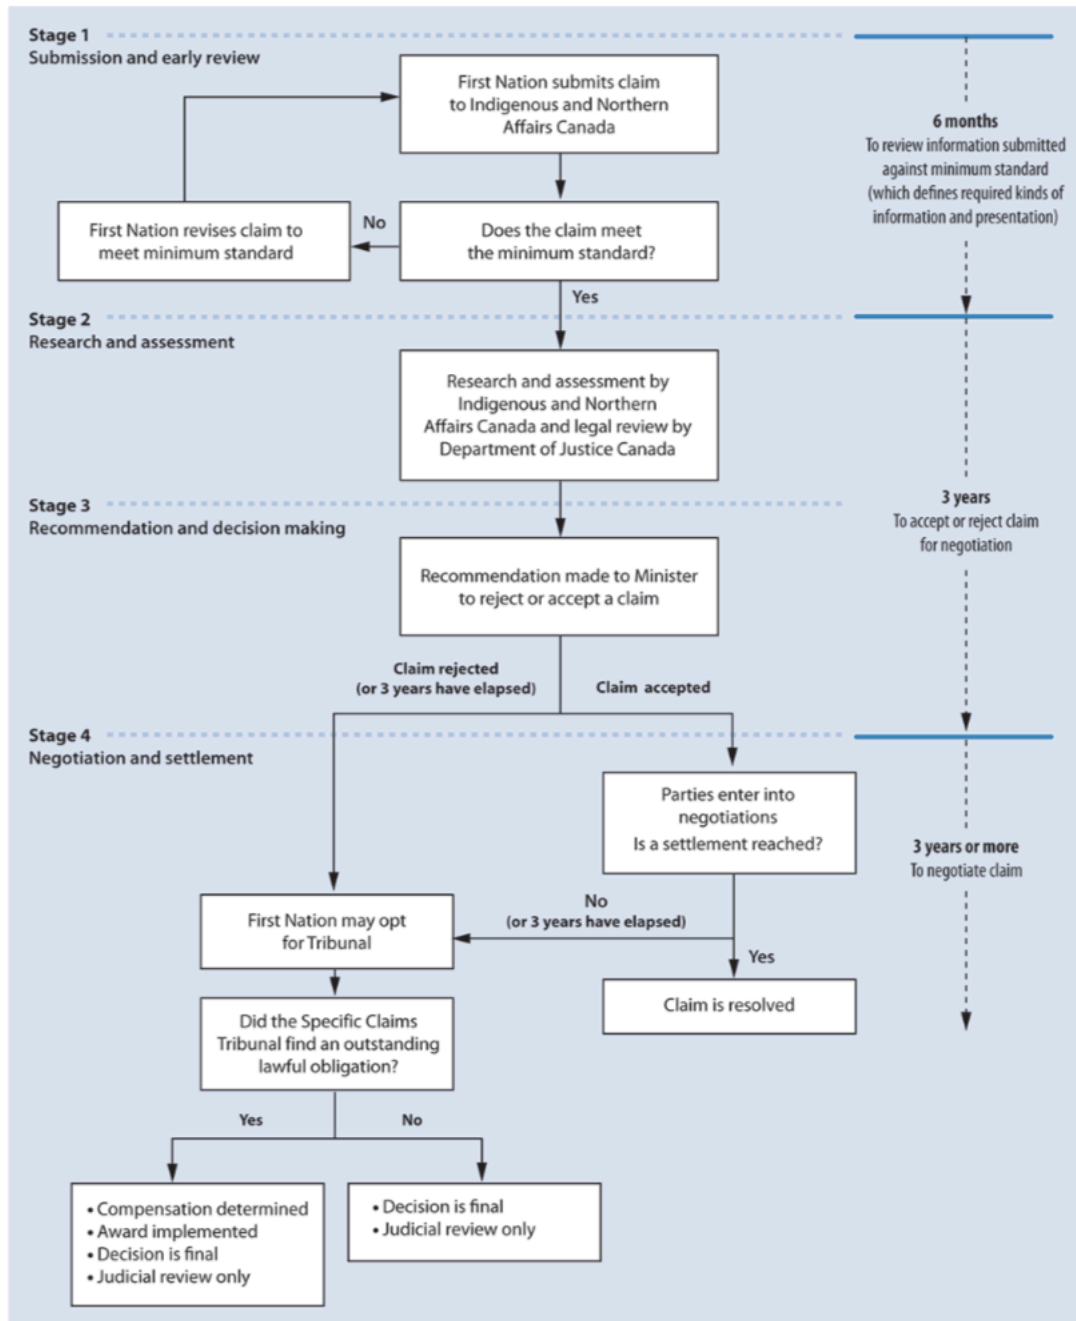 Stage 1
Submission and early review
First Nation submits claim
to Indigenous and Northern
Affairs Canada
6 months
To review information submitted
against minimum standard
(which defines required kinds of
information and presentation)
First Nation revises claim to
meet minimum standard
No
Does the claim meet
the minimum standard?
Yes
Stage 2
Research and assessment
Research and assessment by
Indigenous and Northern
Affairs Canada and legal review by
Department of Justice Canada
Stage 3
Recommendation and decision making
3 years
To accept or reject claim
for negotiation
Recommendation made to Minister
to reject or accept a claim
Claim rejected
(or 3 years have elapsed)
Claim accepted
Stage 4
Negotiation and settlement
Parties enter into
negotiations
Is a settlement reached?
3 years or more
To negotiate claim
No
(or 3 years have elapsed)
First Nation may opt
for Tribunal
Yes
Claim is resolved
Did the Specific Claims
Tribunal find an outstanding
lawful obligation?
Yes
No
• Compensation determined
• Award implemented
• Decision is final
• Judicial review only
• Decision is final
• Judicial review only